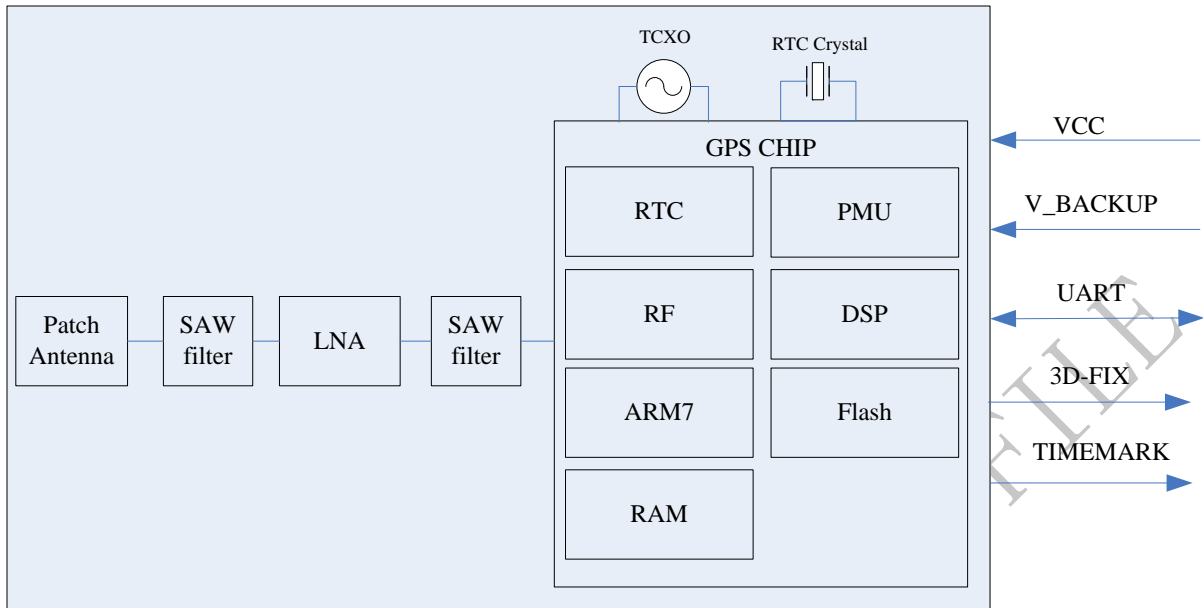 TCXO
RTC Crystal
GPS CHIP
RTC
PMU
RF
DSP
ARM7
Flash
RAM
Patch
Antenna
SAW
filter
LNA
SAW
filter
VCC
V_BACKUP
UART
3D-FIX
TIMEMARK
FILE